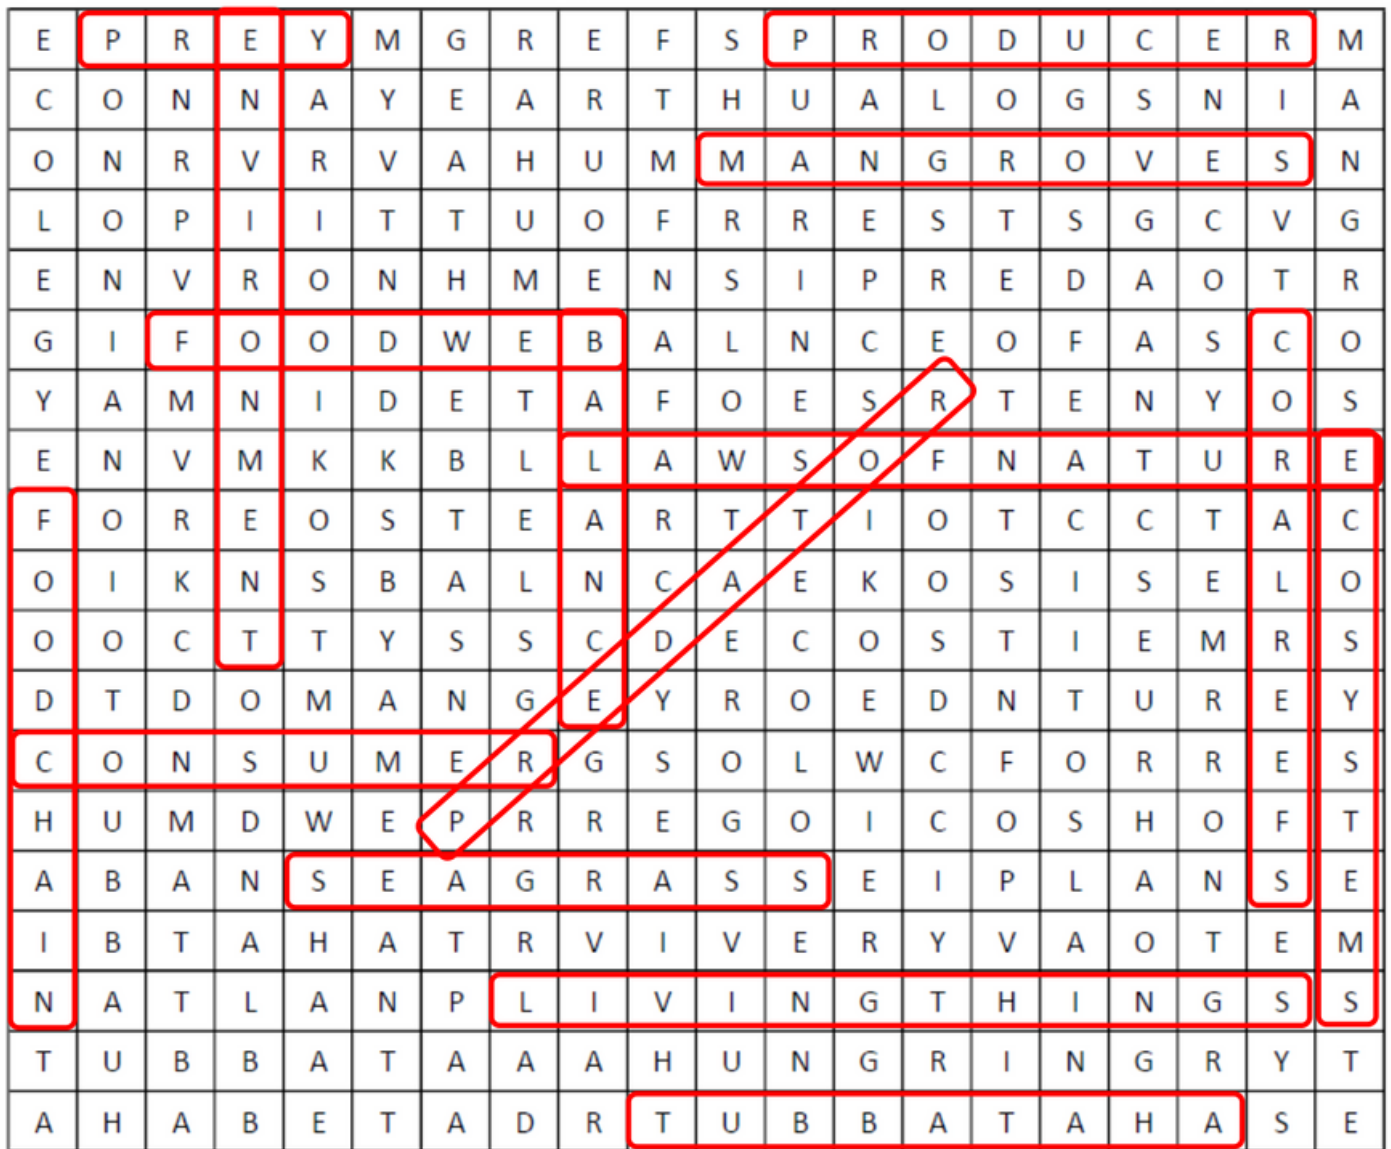 E P R E Y M G R E F S P R O D U C E R M
C O N N A Y E A R T H U A L O G S N I A
O N R V R V A H U M M A N G R O V E S N
L O P I I T T U O F R R E S T S G C V G
E N V R O N H M E N S I P R E D A O T R
G I F O O D W E B A L N C E O F A S C O
Y A M N I D E T A F O E S R T E N Y O S
E N V M K K B L L A W S O F N A T U R E
F O R E O S T E A R T T I O T C C T A C
O I K N S B A L N C A E K O S I S E L O
O O C T T Y S S C D E C O S T I E M R S
D T D O M A N G E Y R O E D N T U R E Y
C O N S U M E R G S O L W C F O R R E S
H U M D W E P R R E G O I C O S H O F T
A B A N S E A G R A S S E I P L A N S E
I B T A H A T R V I V E R Y V A O T E M
N A T L A N P L I V I N G T H I N G S S
T U B B A T A A A H U N G R I N G R Y T
A H A B E T A D R T U B B A T A H A S E